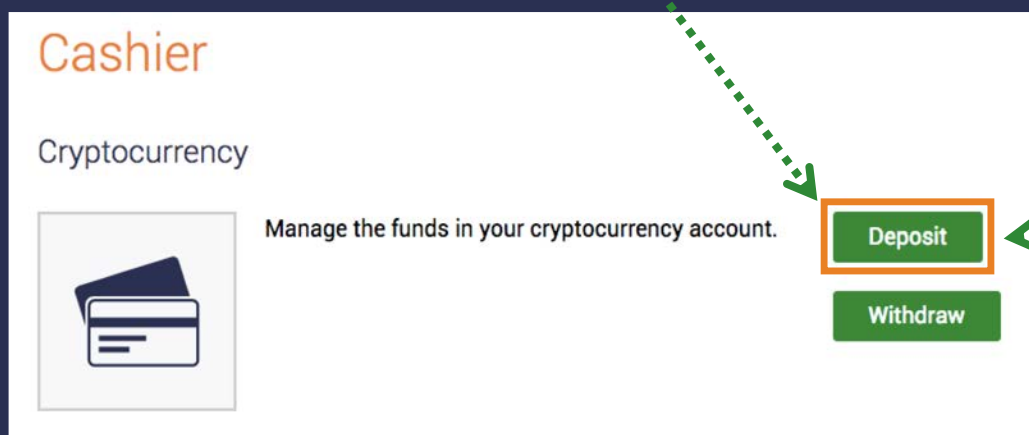 Cashier
Cryptocurrency
Manage the funds in your cryptocurrency account.
Deposit
Withdraw